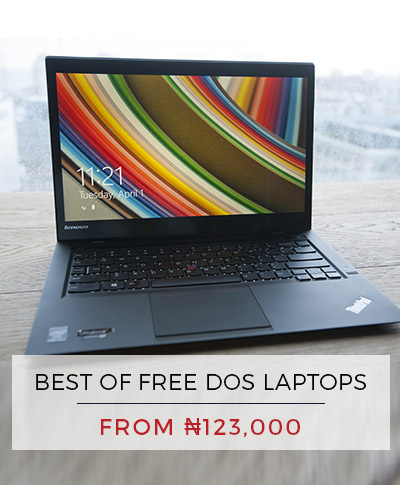 11:21
Tuesday, April 1
lenovo
ThinkPad
BEST OF FREE DOS LAPTOPS
FROM ₦123,000